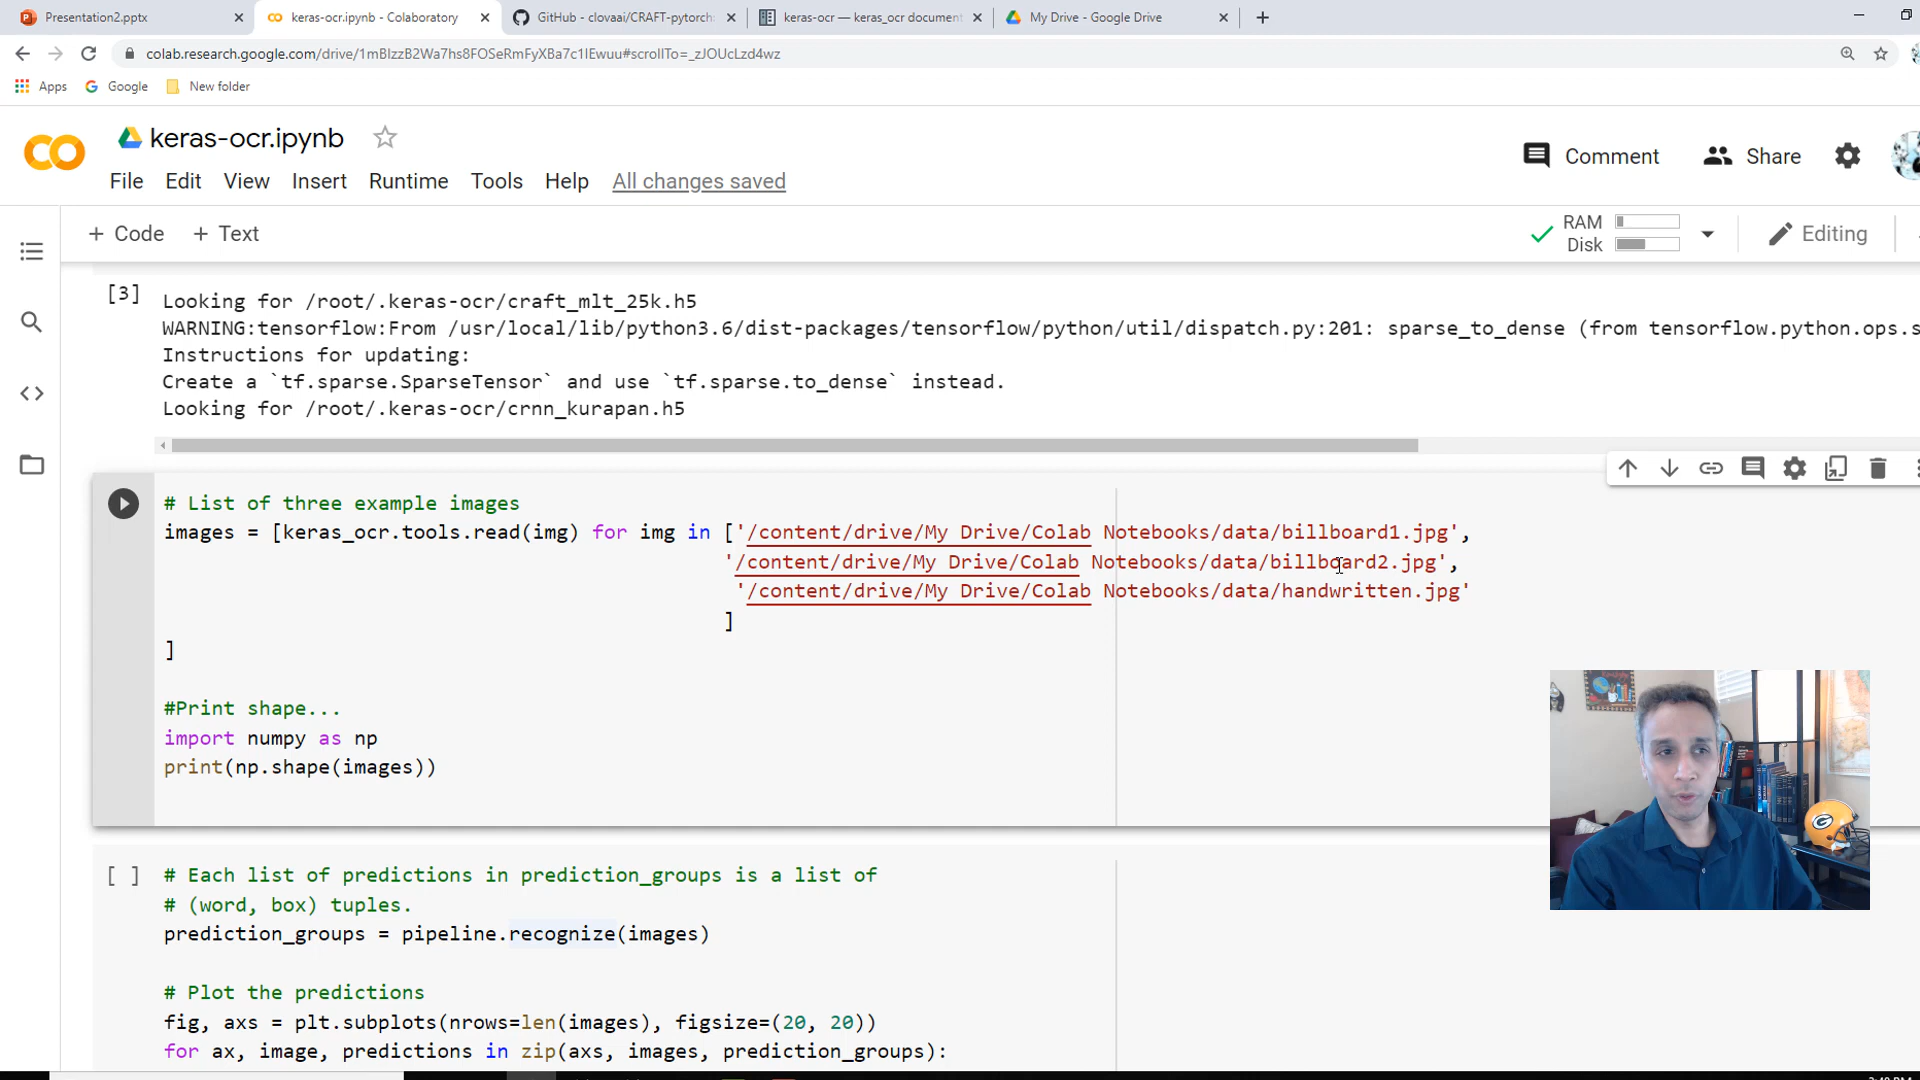 Presentation2.pptx
keras-ocr.ipynb - Colaboratory
GitHub - clovaai/CRAFT-pytorch:
keras-ocr — keras_ocr document
My Drive - Google Drive
colab.research.google.com/drive/1mBIzzB2Wa7hs8FOSeRmFyXBa7c1IEwuu#scrollTo=_zJOUcLzd4wz
Apps
Google
New folder
keras-ocr.ipynb
Comment
Share
File Edit View Insert Runtime Tools Help All changes saved
+ Code + Text
RAM
Disk
Editing
[3]
Looking for /root/.keras-ocr/craft_mlt_25k.h5
WARNING:tensorflow:From /usr/local/lib/python3.6/dist-packages/tensorflow/python/util/dispatch.py:201: sparse_to_dense (from tensorflow.python.ops.s
Instructions for updating:
Create a `tf.sparse.SparseTensor` and use `tf.sparse.to_dense` instead.
Looking for /root/.keras-ocr/crnn_kurapan.h5
# List of three example images
images = [keras_ocr.tools.read(img) for img in ['/content/drive/My Drive/Colab Notebooks/data/billboard1.jpg',
'/content/drive/My Drive/Colab Notebooks/data/billboard2.jpg',
'/content/drive/My Drive/Colab Notebooks/data/handwritten.jpg'
]
]
#Print shape...
import numpy as np
print(np.shape(images))
[ ]
# Each list of predictions in prediction_groups is a list of
# (word, box) tuples.
prediction_groups = pipeline.recognize(images)
# Plot the predictions
fig, axs = plt.subplots(nrows=len(images), figsize=(20, 20))
for ax, image, predictions in zip(axs, images, prediction_groups):